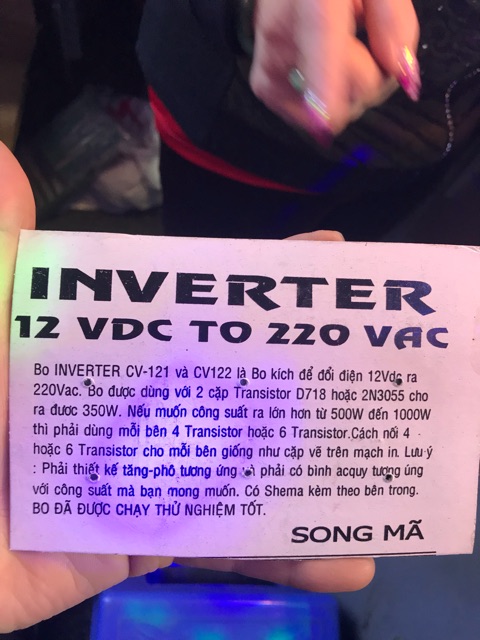 INVERTER
12 VDC TO 220 VAC
Bo INVERTER CV-121 và CV122 là Bo kích để đổi điện 12Vdc ra
220Vac. Bo được dùng với 2 cặp Transistor D718 hoặc 2N3055 cho
ra đươc 350W. Nếu muốn công suất ra lớn hơn từ 500W đến 1000W
thì phải dùng mỗi bên 4 Transistor hoặc 6 Transistor.Cách nối 4
hoặc 6 Transistor cho mỗi bên giống như cặp vẽ trên mạch in. Lưu ý
: Phải thiết kế tăng-phô tương ứng và phải có bình acquy tương ứng
với công suất mà bạn mong muốn. Có Shema kèm theo bên trong.
BO ĐÃ ĐƯỢC CHẠY THỬ NGHIỆM TỐT.
SONG MÃ